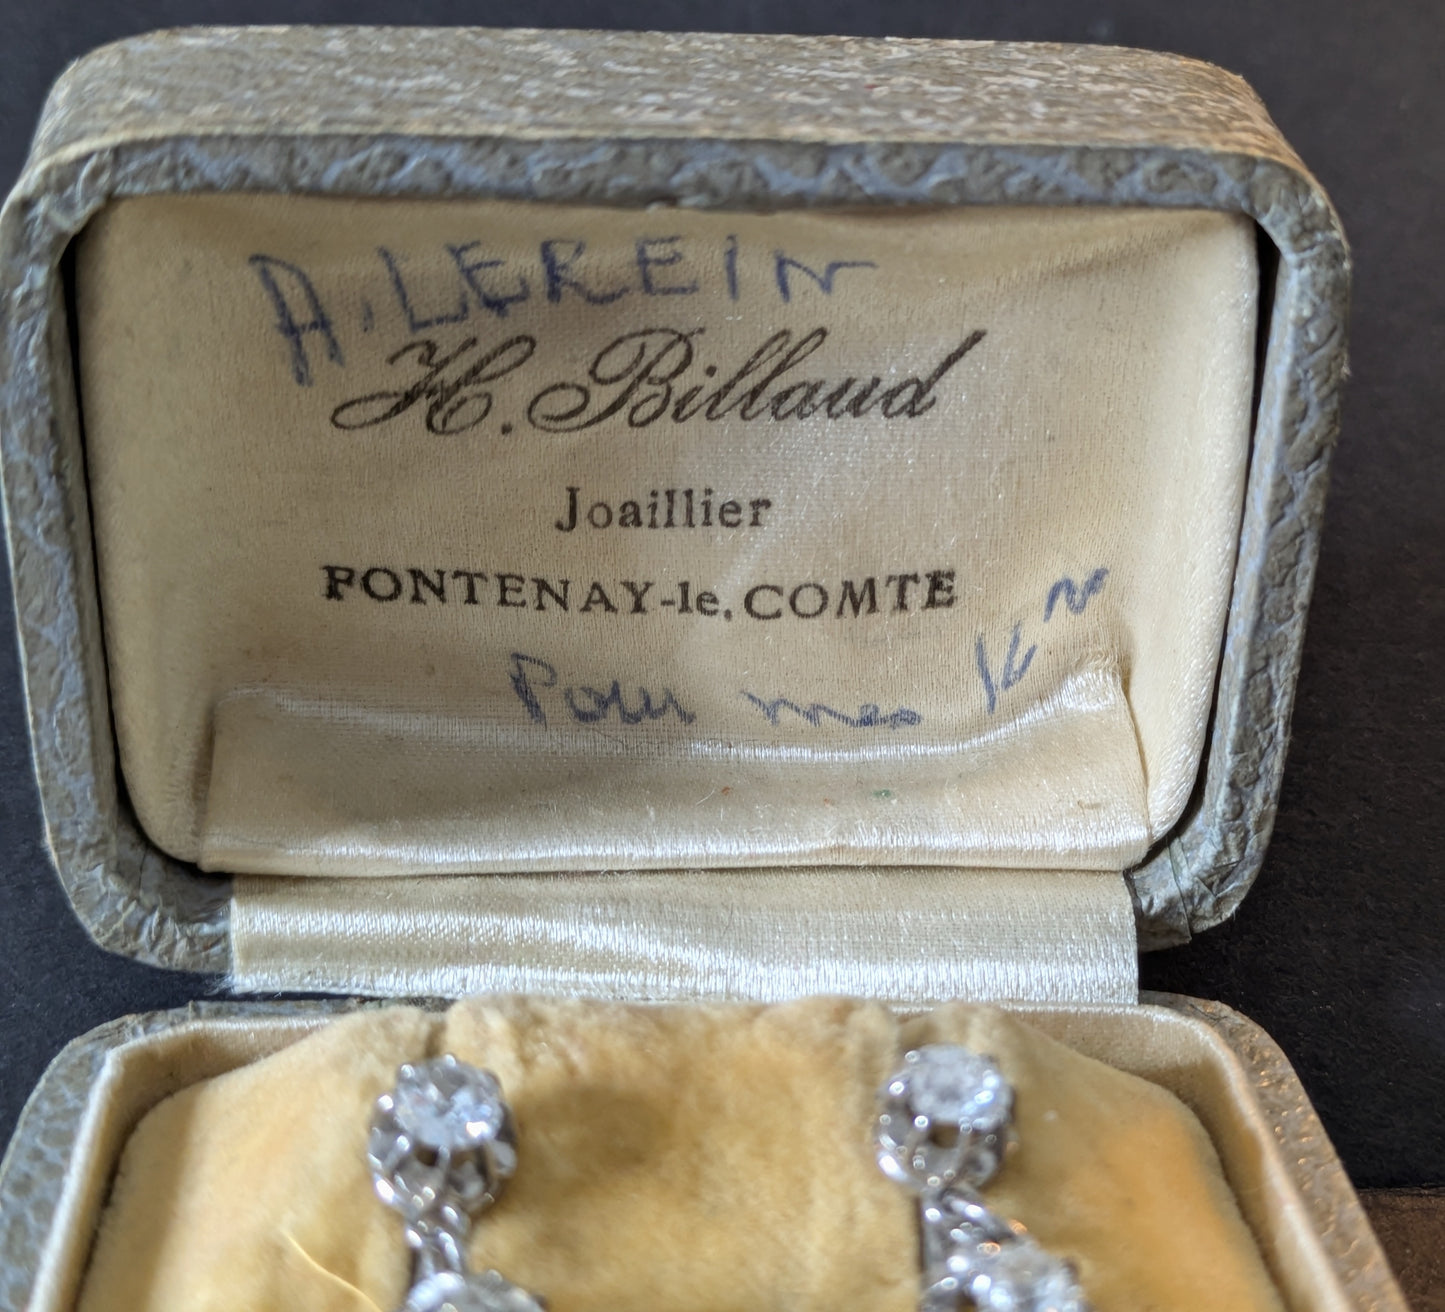 A. LEREIN
H. Billaud
Joaillier
FONTENAY-le, COMTE
Pour mes